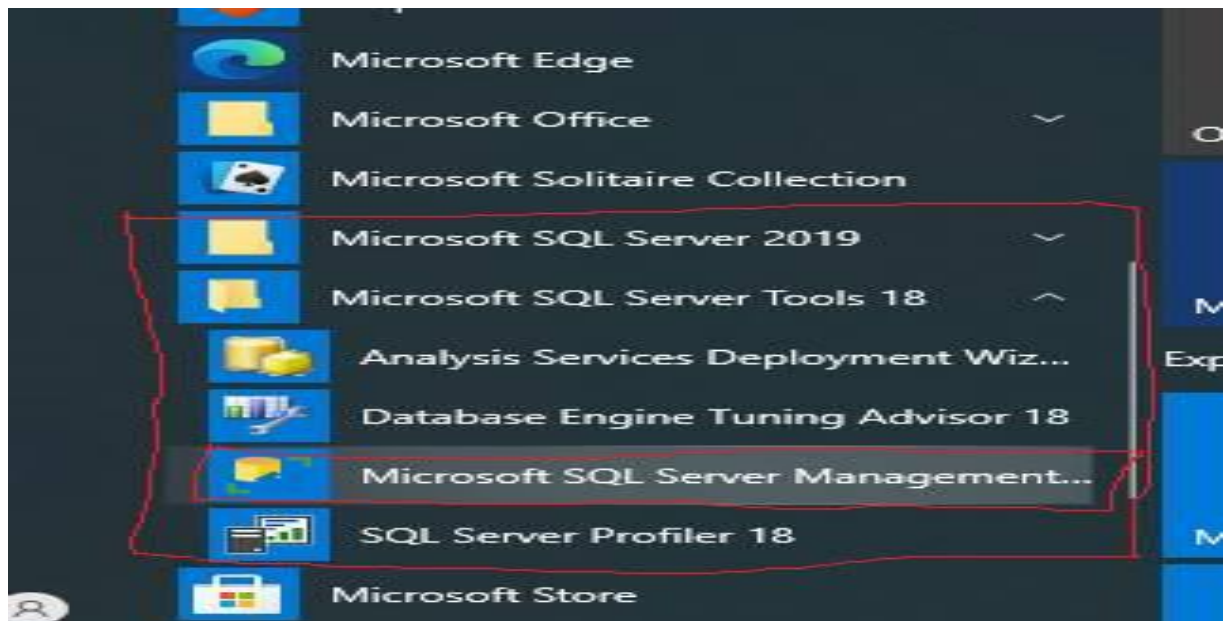 Microsoft Edge
Microsoft Office
Microsoft Solitaire Collection
Microsoft SQL Server 2019
Microsoft SQL Server Tools 18
Analysis Services Deployment Wiz...
Exp
Database Engine Tuning Advisor 18
Microsoft SQL Server Management...
SQL Server Profiler 18
Microsoft Store